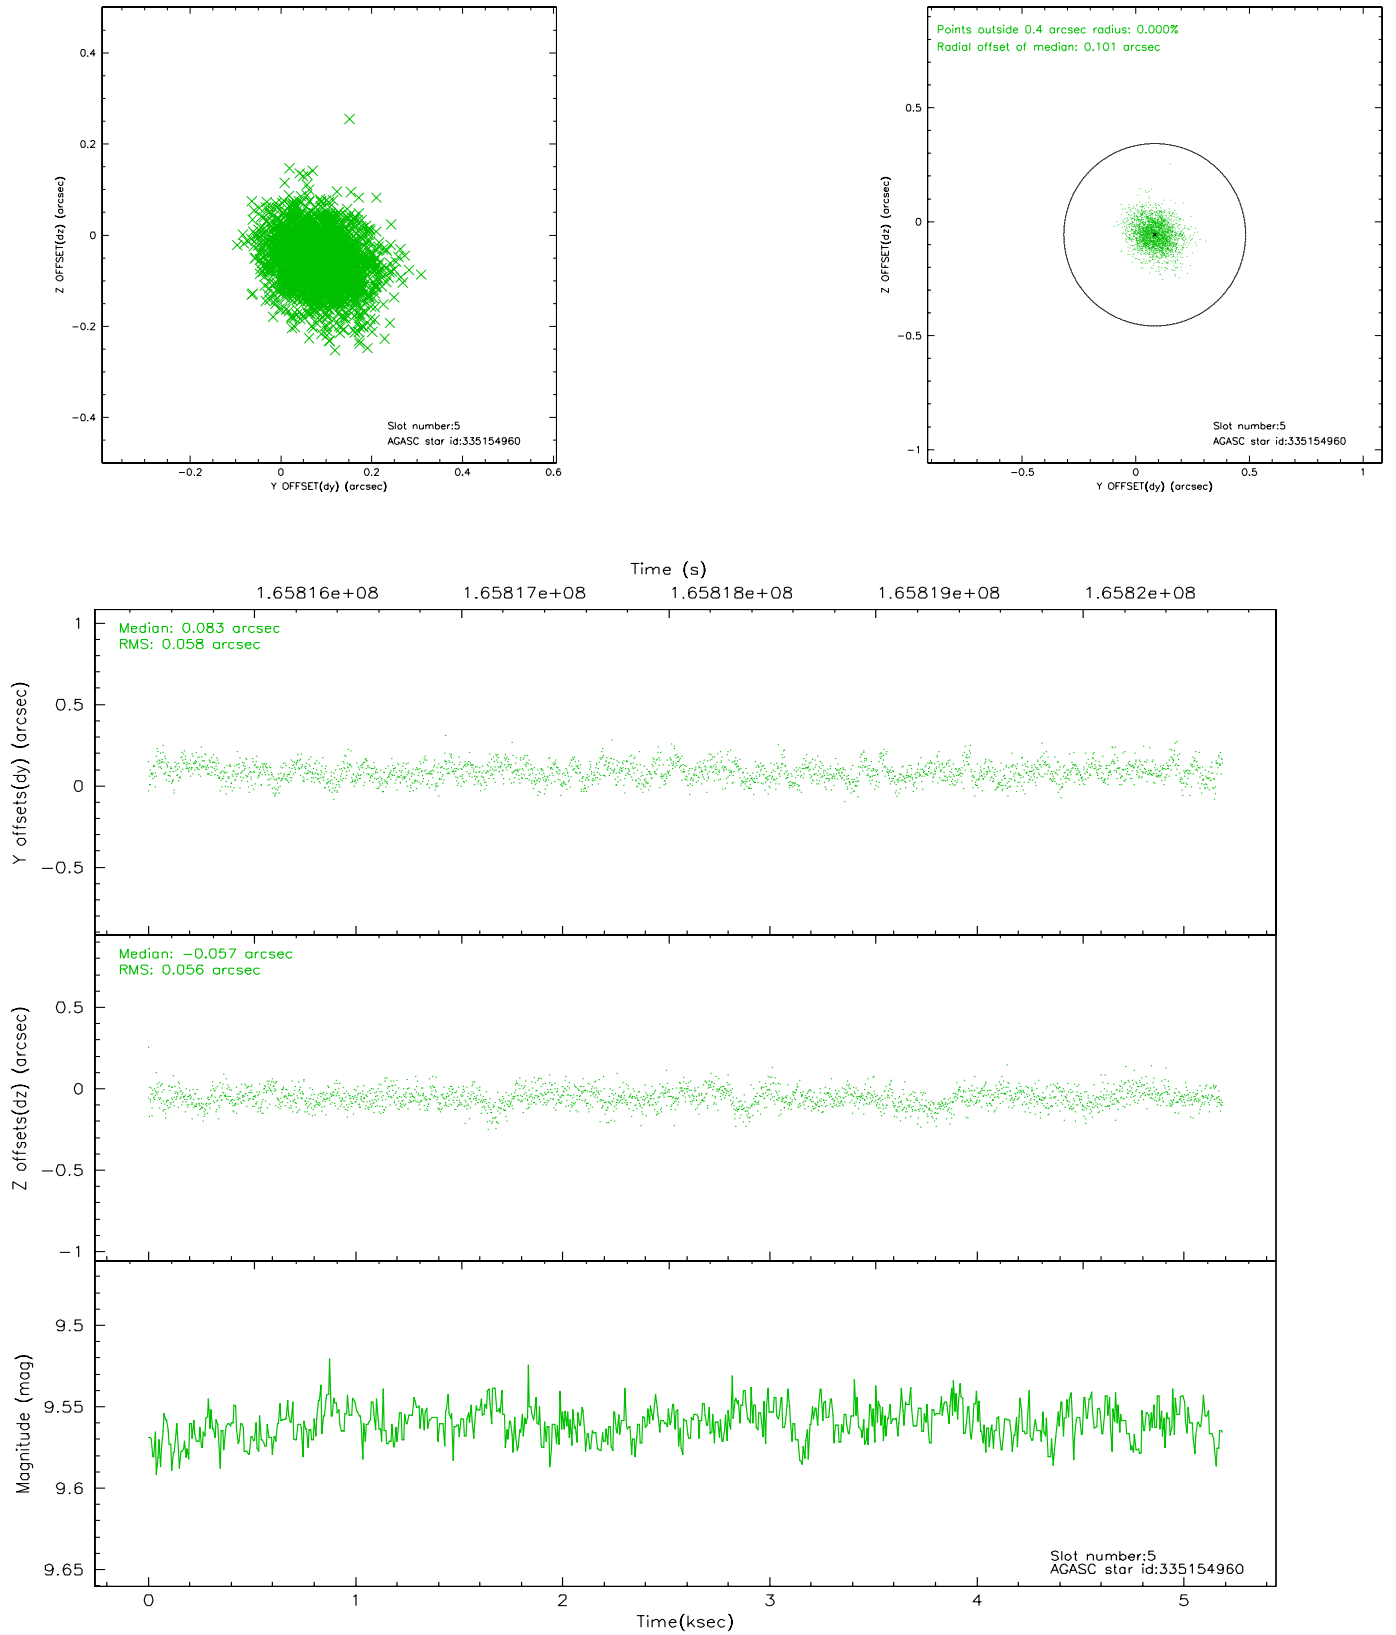 0.4
0.2
0
−0.2
−0.4
Z OFFSET(dz) (arcsec)
Slot number:5
AGASC star id:335154960
−0.2 0 0.2 0.4 0.6
Y OFFSET(dy) (arcsec)
Points outside 0.4 arcsec radius: 0.000%
Radial offset of median: 0.101 arcsec
0.5
0
−0.5
−1
Z OFFSET(dz) (arcsec)
Slot number:5
AGASC star id:335154960
−0.5 0 0.5 1
Y OFFSET(dy) (arcsec)
Time (s)
1.65816e+08 1.65817e+08 1.65818e+08 1.65819e+08 1.6582e+08
Median: 0.083 arcsec
RMS: 0.058 arcsec
1
0.5
0
−0.5
Y offsets(dy) (arcsec)
Median: −0.057 arcsec
RMS: 0.056 arcsec
0.5
0
−0.5
−1
Z offsets(dz) (arcsec)
9.5
9.55
9.6
9.65
Magnitude (mag)
Slot number:5
AGASC star id:335154960
0 1 2 3 4 5
Time(ksec)